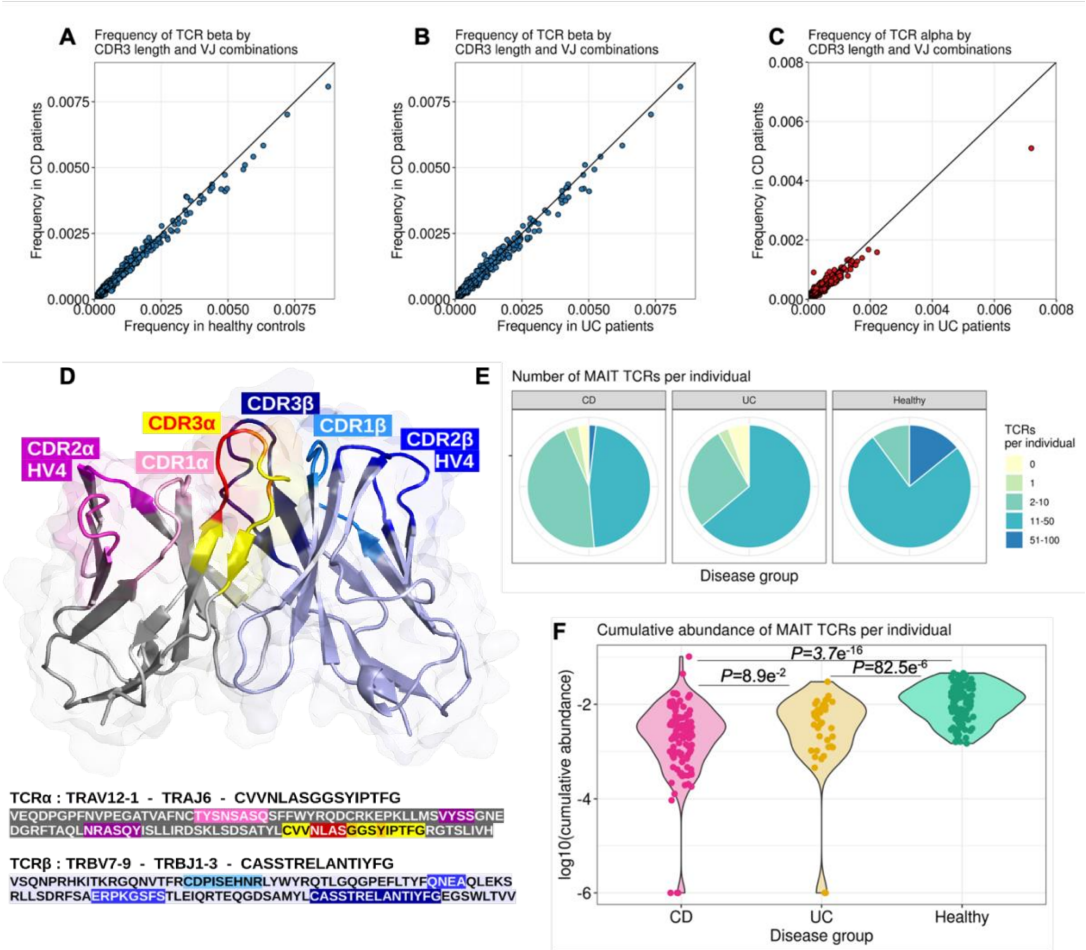 A
Frequency of TCR beta by
CDR3 length and VJ combinations
Frequency in CD patients
0.0075
0.0050
0.0025
0.0000
0.0000
0.0025
0.0050
0.0075
Frequency in healthy controls
B
Frequency of TCR beta by
CDR3 length and VJ combinations
Frequency in CD patients
0.0075
0.0050
0.0025
0.0000
0.0000
0.0025
0.0050
0.0075
Frequency in UC patients
C
Frequency of TCR alpha by
CDR3 length and VJ combinations
Frequency in CD patients
0.008
0.006
0.004
0.002
0.000
0.000
0.002
0.004
0.006
0.008
Frequency in UC patients
D
CDR3β
CDR3α
CDR1β
CDR2α
HV4
CDR1α
CDR2β
HV4
TCRα : TRAV12-1 - TRAJ6 - CVVNLASGGSYIPTFG
VEQDPGPFNVPEGATVAFNCTYSNSASQSFFWYRQDCRKEPKLLMSVYSSGNE
DGRFTAQLNRASQYISLLIRDSKLSDSATYLCVVNLASGGSYIPTFGRGTSLIVH
TCRβ : TRBV7-9 - TRBJ1-3 - CASSTRELANTIYFG
VSQNPRHKITKRGQNVTFRCDPISEHNRLYWYRQTLGQGPEFLTYFQNEAQLEKS
RLLSDRFSAERPKGSFSTLEIQRTEQGDSAMYLCASSTRELANTIYFGEGSWLTVV
E
Number of MAIT TCRs per individual
CD
UC
Healthy
Disease group
TCRs
per individual
0
1
2-10
11-50
51-100
F
Cumulative abundance of MAIT TCRs per individual
P=3.7e-16
P=8.9e-2
P=82.5e-6
log10(cumulative abundance)
-2
-4
-6
CD
UC
Healthy
Disease group